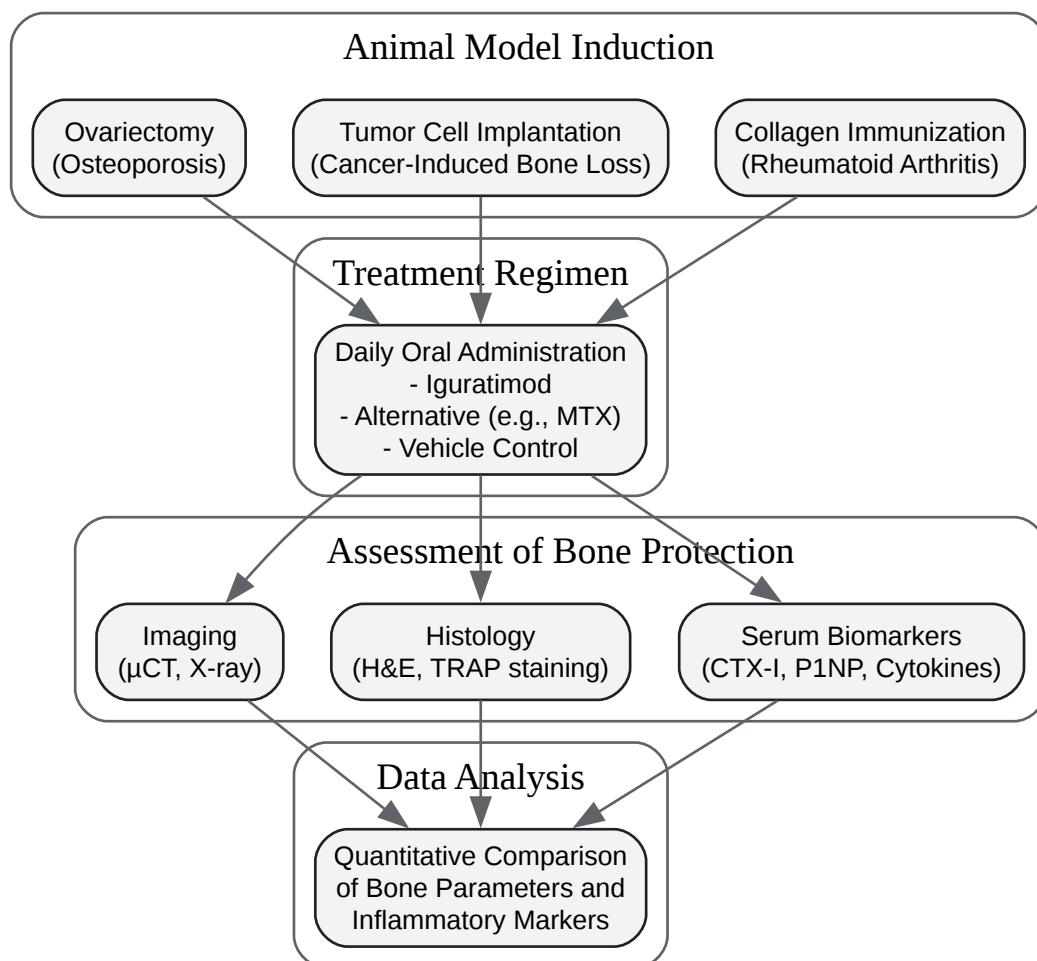 Animal Model Induction
Ovariectomy
(Osteoporosis)
Tumor Cell Implantation
(Cancer-Induced Bone Loss)
Collagen Immunization
(Rheumatoid Arthritis)
Treatment Regimen
Daily Oral Administration
- Iguratimod
- Alternative (e.g., MTX)
- Vehicle Control
Assessment of Bone Protection
Imaging
(µCT, X-ray)
Histology
(H&E, TRAP staining)
Serum Biomarkers
(CTX-I, P1NP, Cytokines)
Data Analysis
Quantitative Comparison
of Bone Parameters and
Inflammatory Markers